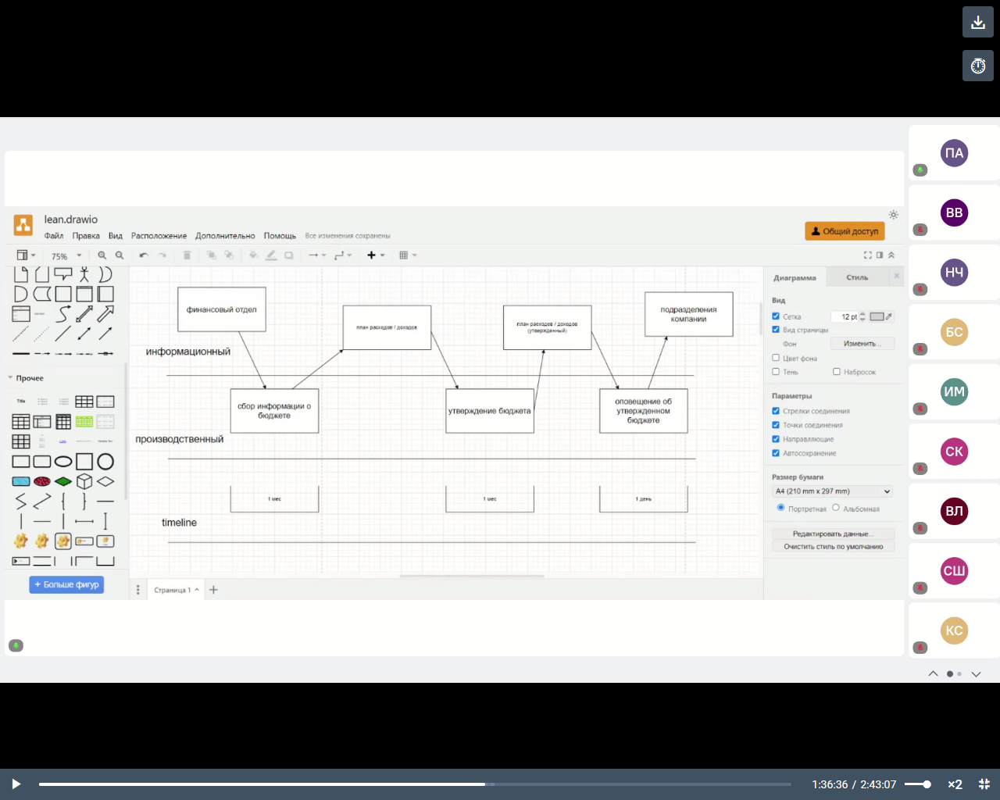 lean.drawio
Файл Правка Вид Расположение Дополнительно Помощь Все изменения сохранены
Общий доступ
75%
Прочее
Title
Больше фигур
финансовый отдел
план расходов / доходов
план расходов / доходов
(утвержденный)
подразделения
компании
информационный
сбор информации о
бюджете
утверждение бюджета
оповещение об
утвержденном
бюджете
производственный
1 мес
1 мес
1 день
timeline
Страница 1
Диаграмма Стиль
Вид
Сетка 12 pt
Вид страницы
Фон Изменить...
Цвет фона
Тень Набросок
Параметры
Стрелки соединения
Точки соединения
Направляющие
Автосохранение
Размер бумаги
A4 (210 mm x 297 mm)
Портретная Альбомная
Редактировать данные...
Очистить стиль по умолчанию
ПА
ВВ
НЧ
БС
ИМ
СК
ВЛ
СШ
КС
1:36:36 / 2:43:07
×2